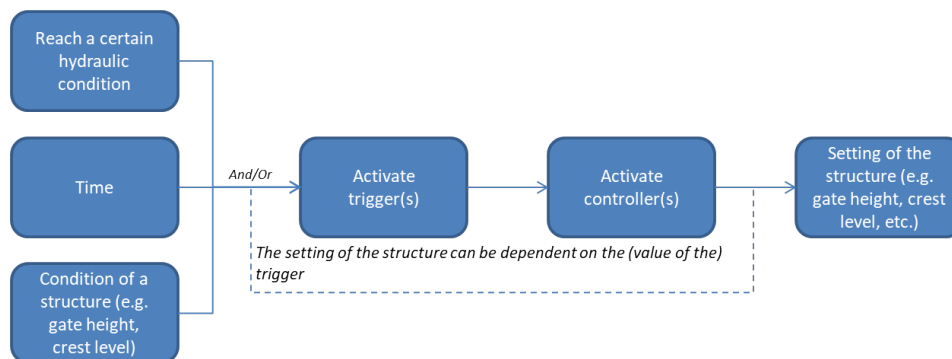 Reach a certain
hydraulic
condition
Time
Condition of a
structure (e.g.
gate height,
crest level)
And/Or
Activate
trigger(s)
Activate
controller(s)
Setting of the
structure (e.g.
gate height, crest
level, etc.)
The setting of the structure can be dependent on the (value of the)
trigger